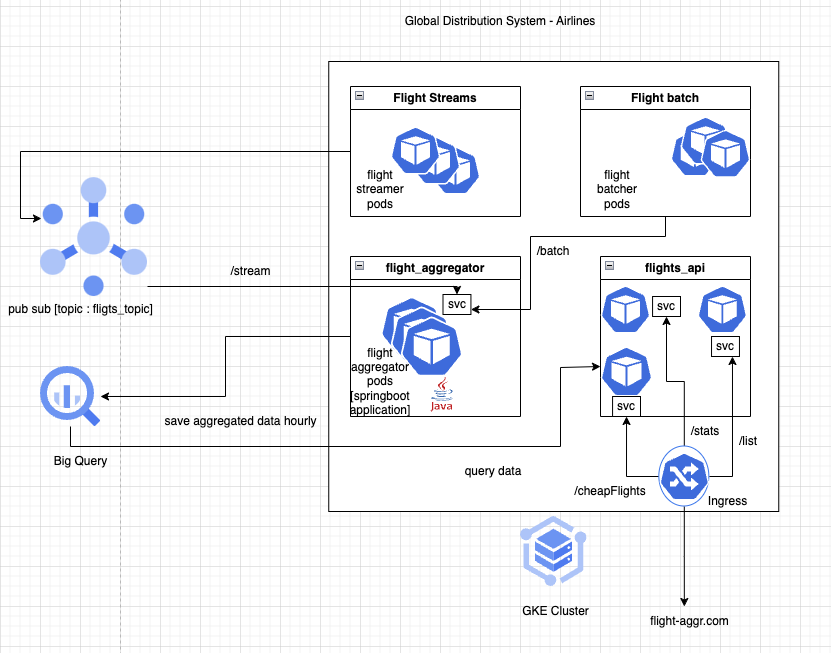 Global Distribution System - Airlines
Flight Streams
flight
streamer
pods
Flight batch
flight
batcher
pods
/batch
/stream
pub sub [topic : fligts_topic]
flight_aggregator
svc
flight
aggregator
pods
[springboot
application]
Java
flights_api
svc
svc
svc
save aggregated data hourly
Big Query
query data
/stats
/list
/cheapFlights
Ingress
GKE Cluster
flight-aggr.com